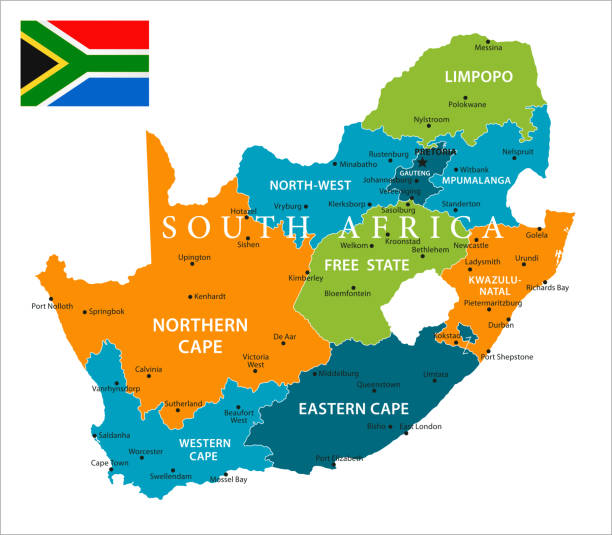 Messina
LIMPOPO
Polokwane
Nylstroom
PRETORIA
Rustenburg
Nelspruit
Minabatho
GAUTENG
Witbank
Johannesburg
MPUMALANGA
NORTH-WEST
Vereeniging
Vryburg
Klerksborp
Standerton
Sasolburg
Hotazel
SOUTH AFRICA
Golela
Sishen
Kroonstad
Newcastle
Welkom
Bethlehem
Upington
FREE STATE
Ladysmith
Urundi
Kimberley
KWAZULU-
NATAL
Richards Bay
Bloemfontein
Kenhardt
Port Nolloth
Springbok
Pietermaritzburg
NORTHERN
CAPE
Durban
De Aar
Kokstad
Victoria
West
Port Shepstone
Calvinia
Middelburg
Umtata
Vanrhynsdorp
Queenstown
Sutherland
EASTERN CAPE
Beaufort
West
Bisho
East London
Saldanha
WESTERN
CAPE
Worcester
Cape Town
Port Elizabeth
Swellendam
Mossel Bay